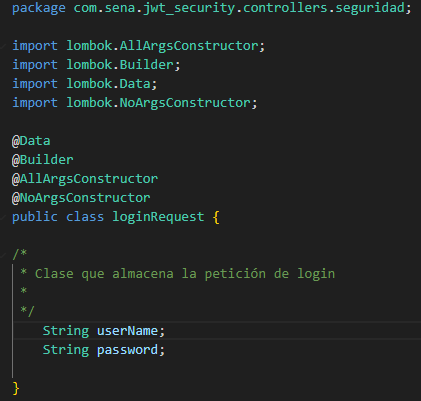 package com.sena.jwt_security.controllers.seguridad;
import lombok.AllArgsConstructor;
import lombok.Builder;
import lombok.Data;
import lombok.NoArgsConstructor;
@Data
@Builder
@AllArgsConstructor
@NoArgsConstructor
public class loginRequest {
/*
* Clase que almacena la petición de login
*
*/
String userName;
String password;
}